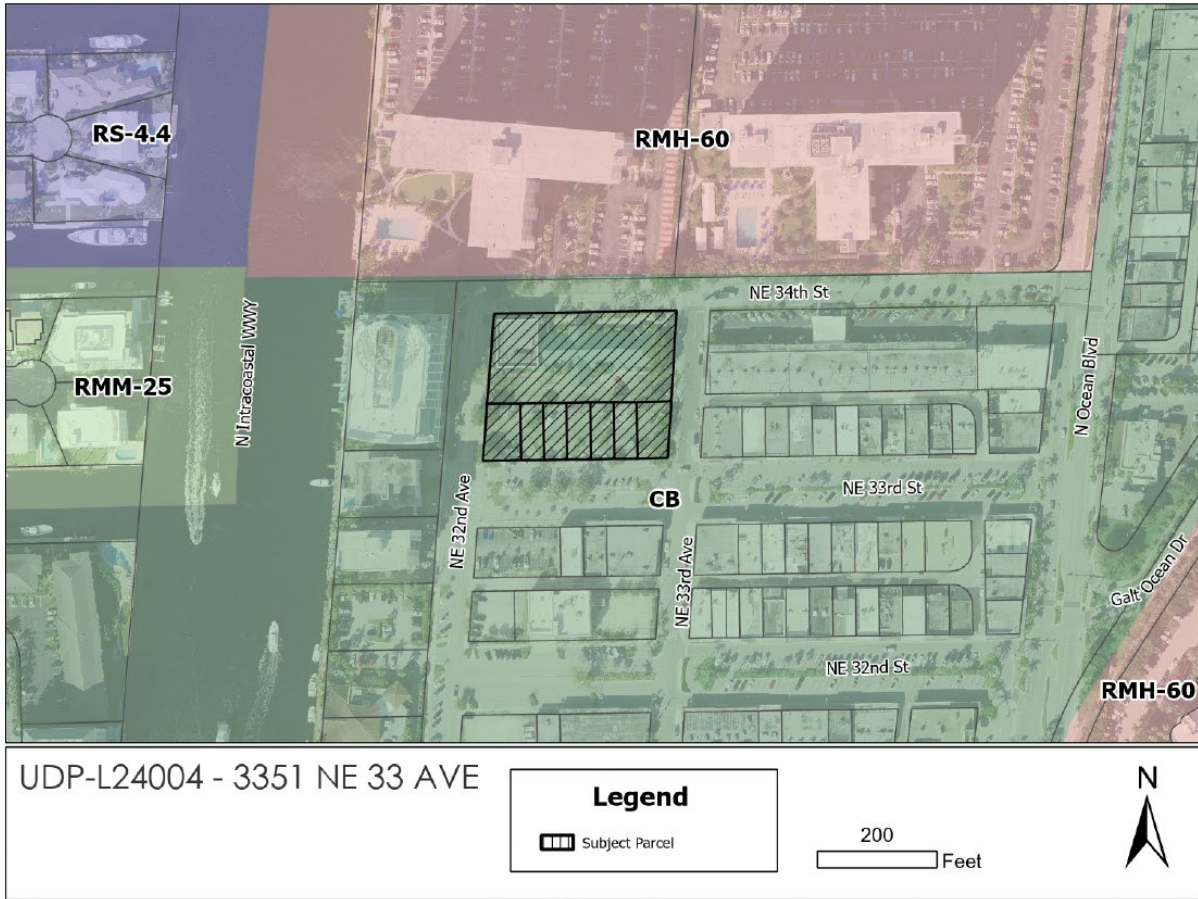 RS-4.4
RMH-60
NE 34th St
N Intracoastal WWY
RMM-25
N Ocean Blvd
NE 32nd Ave
CB
NE 33rd St
NE 33rd Ave
Galt Ocean Dr
NE 32nd St
RMH-60
UDP-L24004 - 3351 NE 33 AVE
Legend
Subject Parcel
200
Feet
N